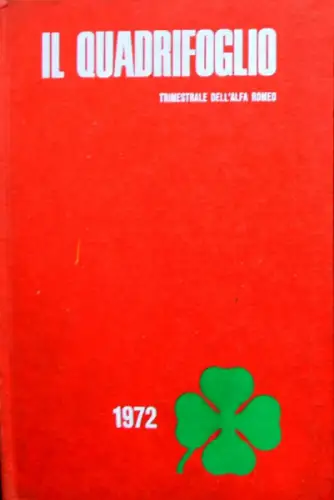 IL QUADRIFOGLIO
TRIMESTRALE DELL'ALFA ROMEO
1972